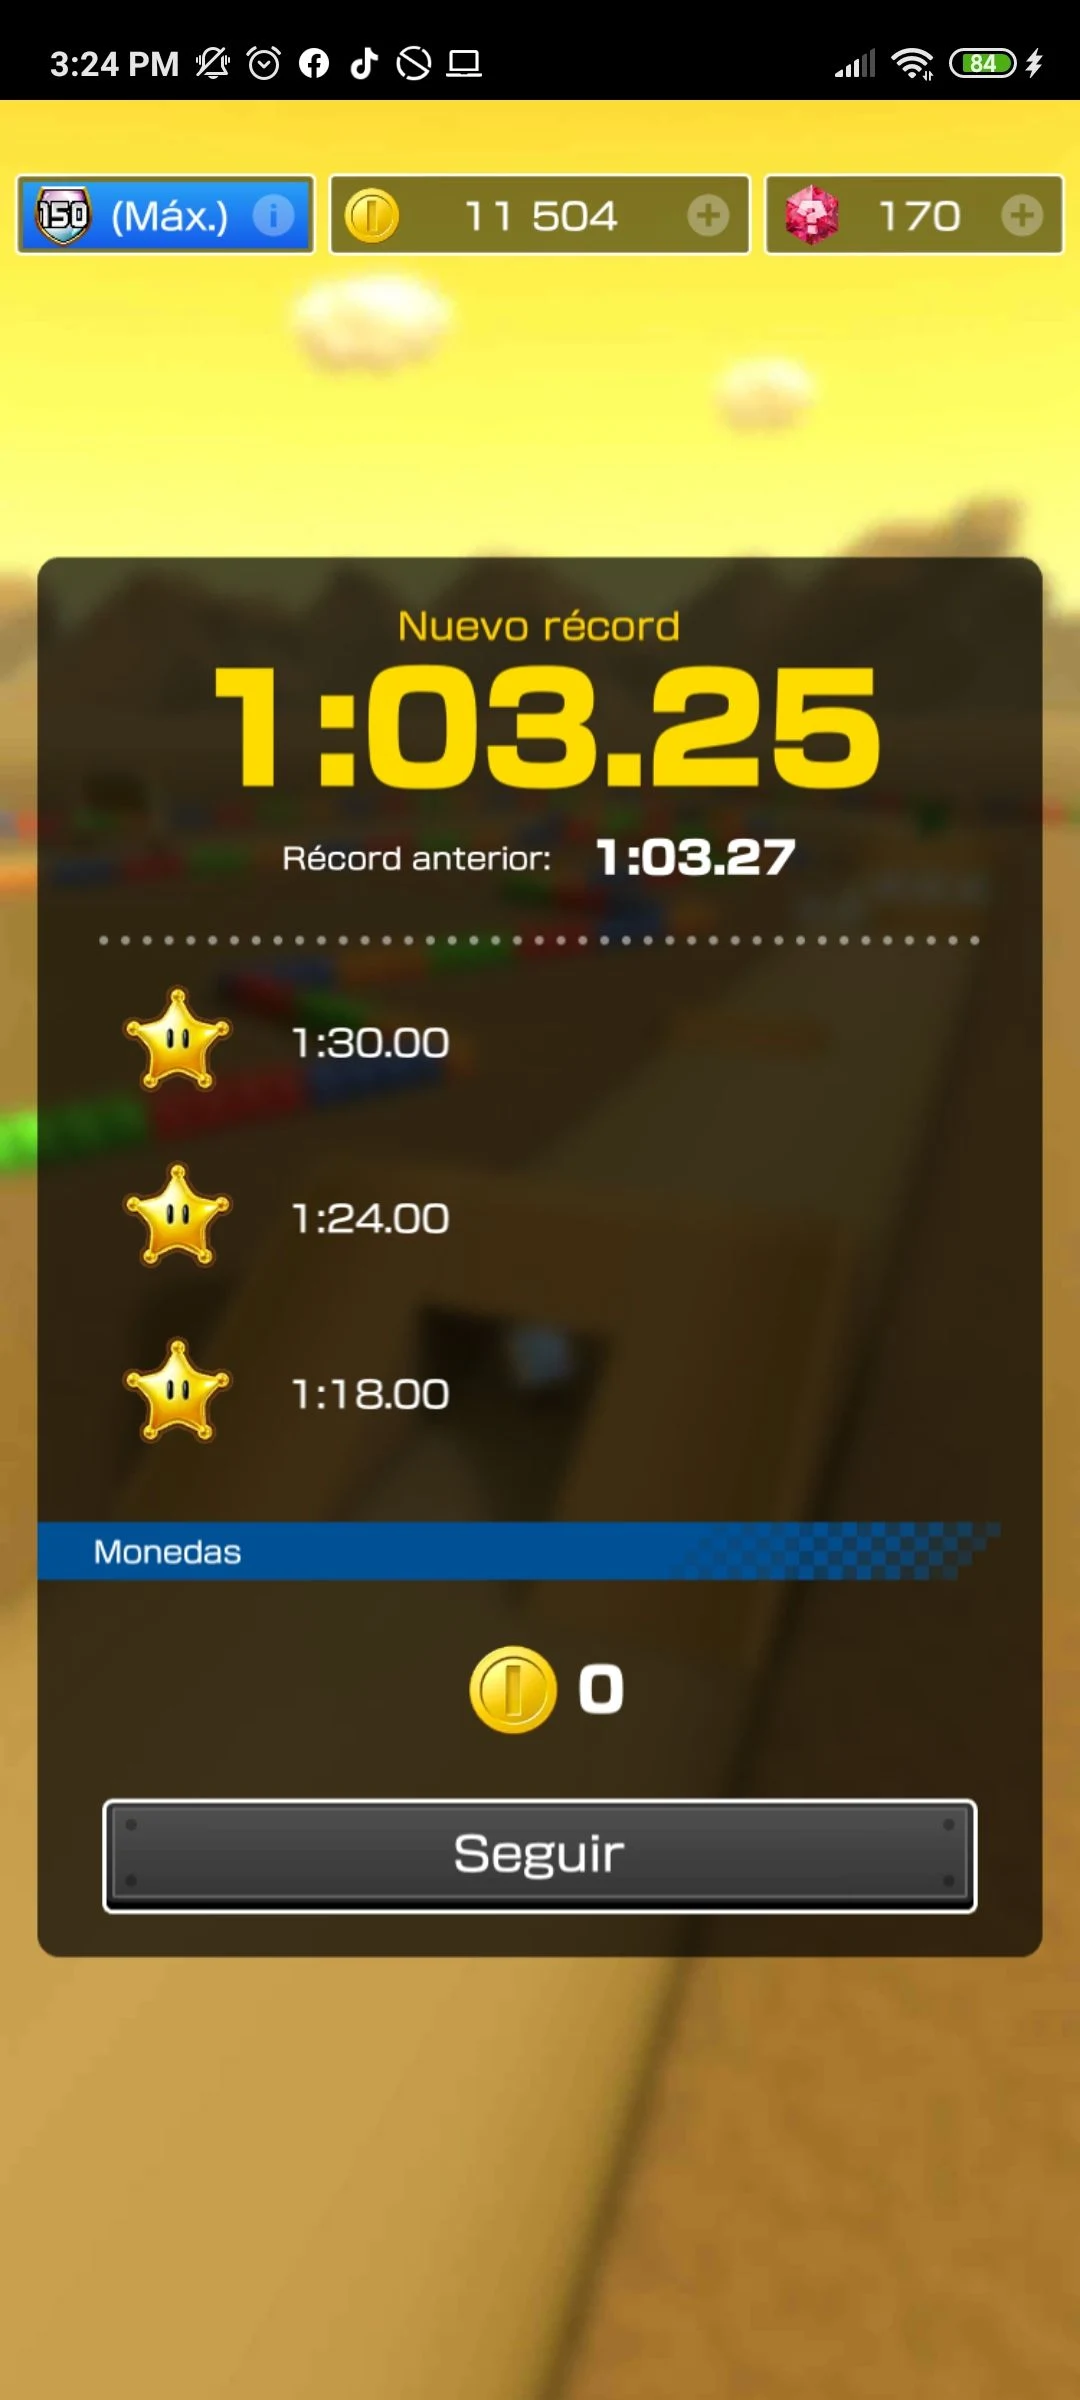 3:24 PM
84
150 (Máx.) i
11 504 +
? 170 +
Nuevo récord
1:03.25
Récord anterior: 1:03.27
1:30.00
1:24.00
1:18.00
Monedas
0
Seguir